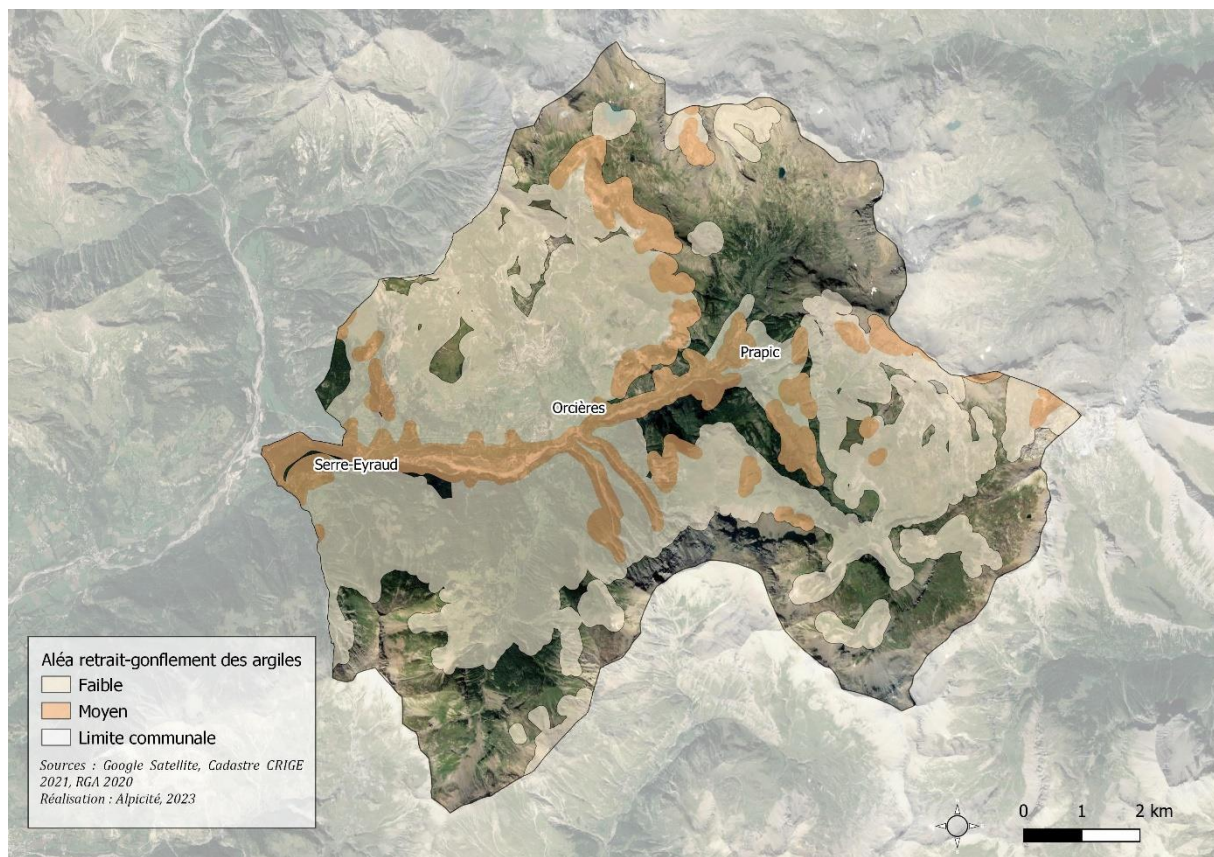 Prapic
Orcières
Serre-Eyraud
Aléa retrait-gonflement des argiles
Faible
Moyen
Limite communale
Sources : Google Satellite, Cadastre CRIGE
2021, RGA 2020
Réalisation : Alpicité, 2023
0 1 2 km